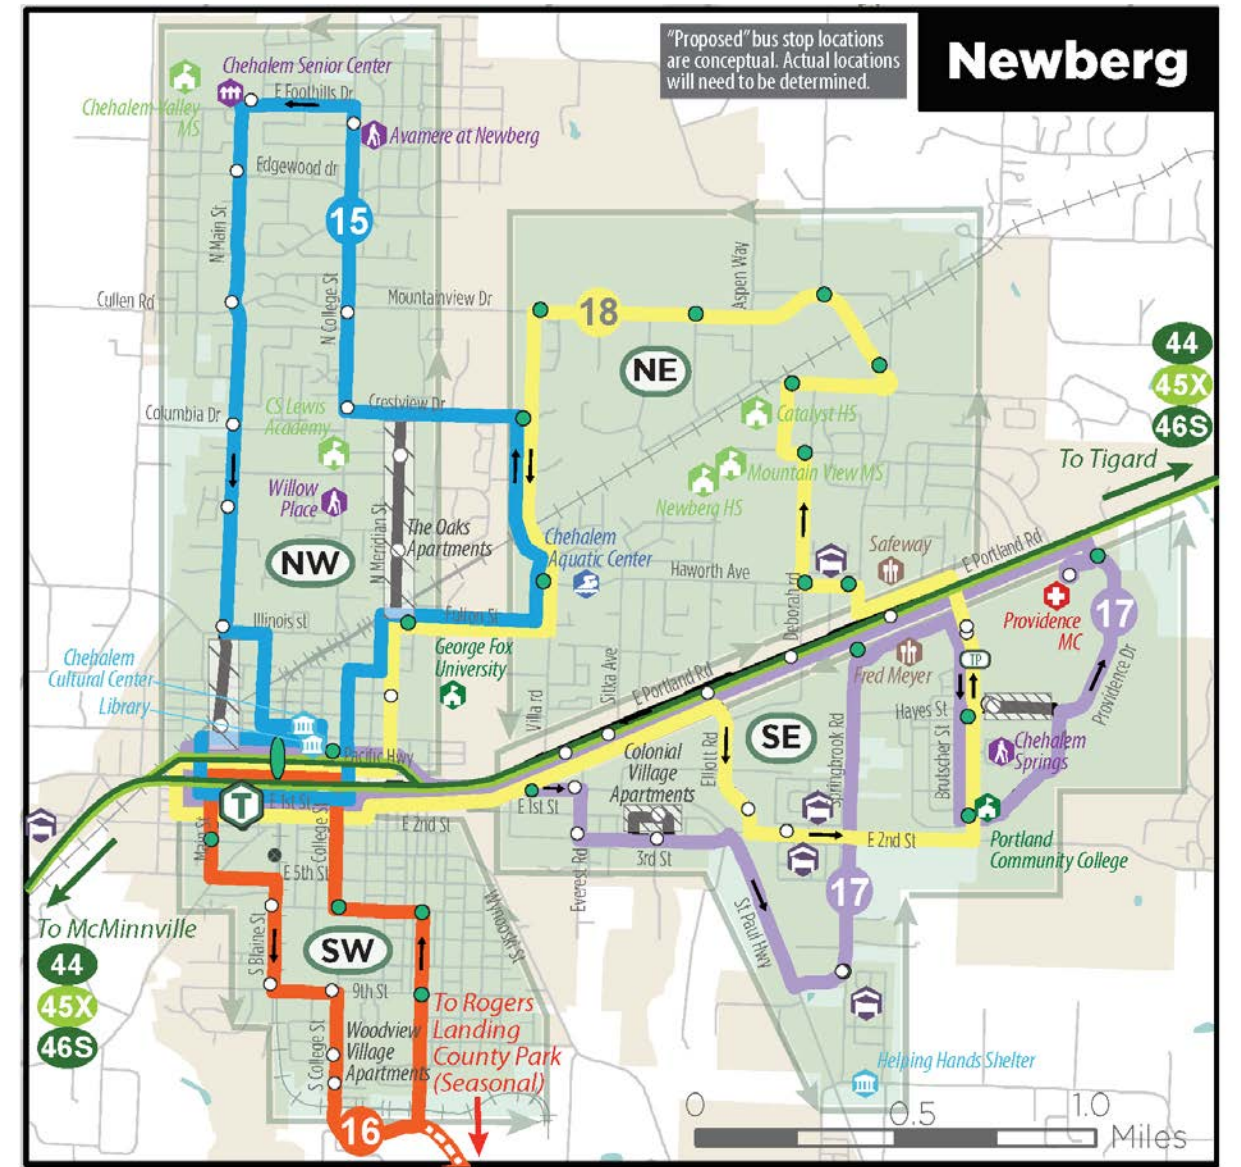 "Proposed" bus stop locations
are conceptual. Actual locations
will need to be determined.
Newberg
Chehalem Senior Center
E Foothills Dr
Chehalem Valley
MS
Avamere at Newberg
Edgewood dr
15
N Main St
N College St
Cullen Rd
Mountainview Dr
18
Aspen Way
NE
44
45X
46S
To Tigard
Columbia Dr
Crestview Dr
CS Lewis
Academy
Catalyst HS
Mountain View MS
Newberg HS
Willow
Place
N Meridian St
The Oaks
Apartments
NW
Chehalem
Aquatic Center
Haworth Ave
Safeway
E Portland Rd
Deborah rd
Providence
MC
17
Illinois st
Fulton St
George Fox
University
Chehalem
Cultural Center
Library
Villa rd
Sitka Ave
E Portland Rd
Fred Meyer
TP
Providence Dr
Hayes St
Elliott Rd
SE
Springbrook Rd
Brutscher St
Chehalem
Springs
Pacific Hwy
Colonial
Village
Apartments
T
E 1st St
E 1st St
E 2nd St
E 2nd St
Main St
College St
E 5th St
3rd St
Everest Rd
Portland
Community College
17
To McMinnville
44
45X
46S
S Blaine St
SW
Wynooski St
St Paul Hwy
9th St
To Rogers
Landing
County Park
(Seasonal)
S College St
Woodview
Village
Apartments
Helping Hands Shelter
16
0
0.5
1.0
Miles